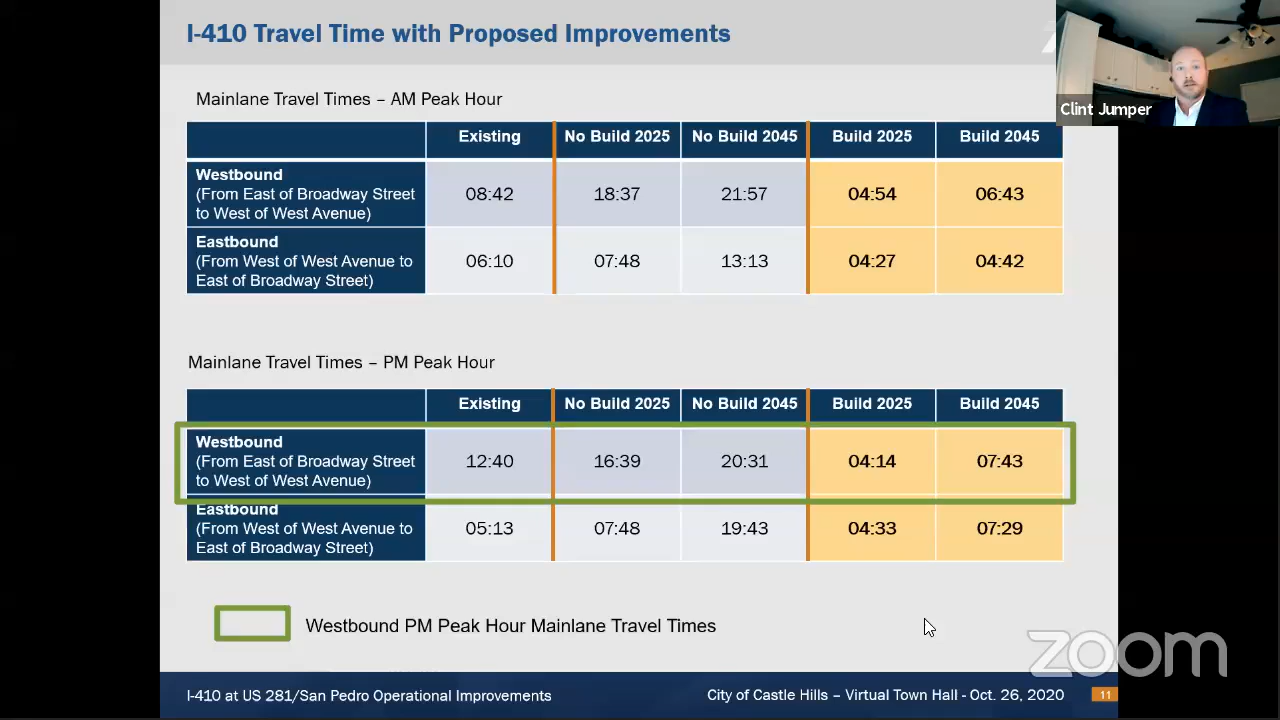 I-410 Travel Time with Proposed Improvements
Clint Jumper
Mainlane Travel Times – AM Peak Hour
Existing No Build 2025 No Build 2045 Build 2025 Build 2045
Westbound
(From East of Broadway Street
to West of West Avenue)
08:42 18:37 21:57 04:54 06:43
Eastbound
(From West of West Avenue to
East of Broadway Street)
06:10 07:48 13:13 04:27 04:42
Mainlane Travel Times – PM Peak Hour
Existing No Build 2025 No Build 2045 Build 2025 Build 2045
Westbound
(From East of Broadway Street
to West of West Avenue)
12:40 16:39 20:31 04:14 07:43
Eastbound
(From West of West Avenue to
East of Broadway Street)
05:13 07:48 19:43 04:33 07:29
Westbound PM Peak Hour Mainlane Travel Times
zoom
I-410 at US 281/San Pedro Operational Improvements
City of Castle Hills – Virtual Town Hall - Oct. 26, 2020
11